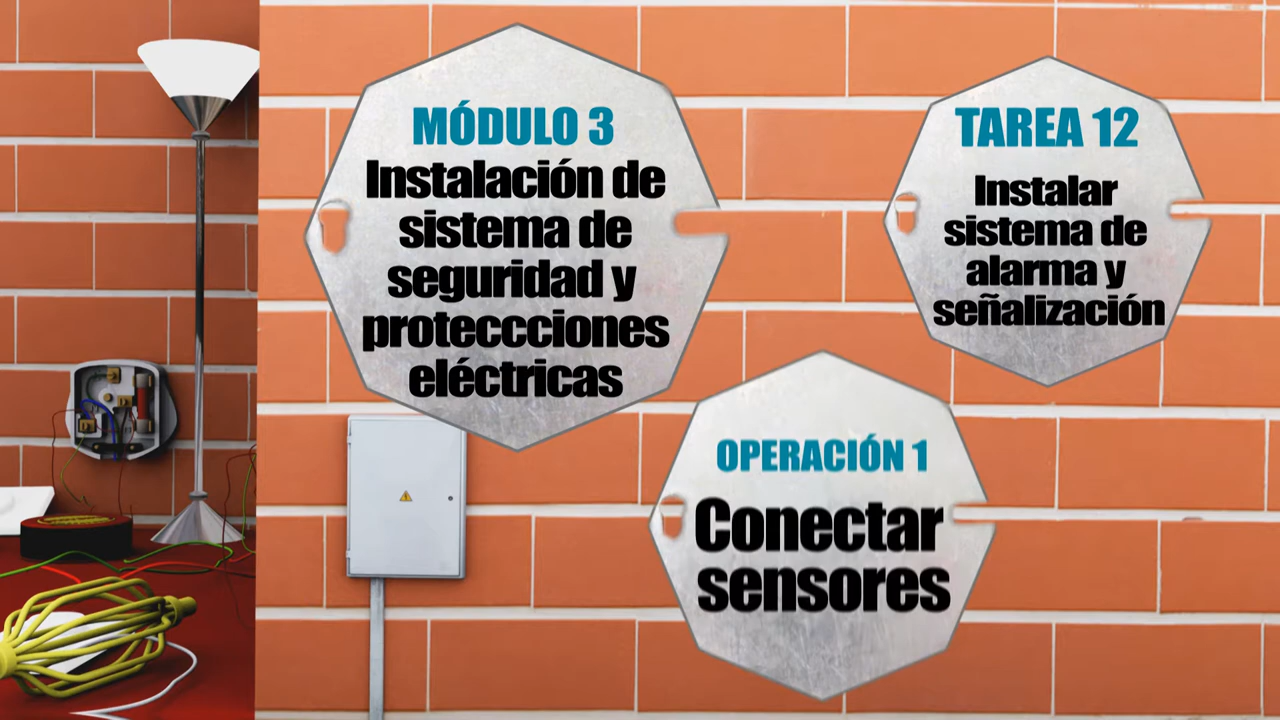 MÓDULO 3
Instalación de
sistema de
seguridad y
proteccciones
eléctricas
TAREA 12
Instalar
sistema de
alarma y
señalización
OPERACIÓN 1
Conectar
sensores